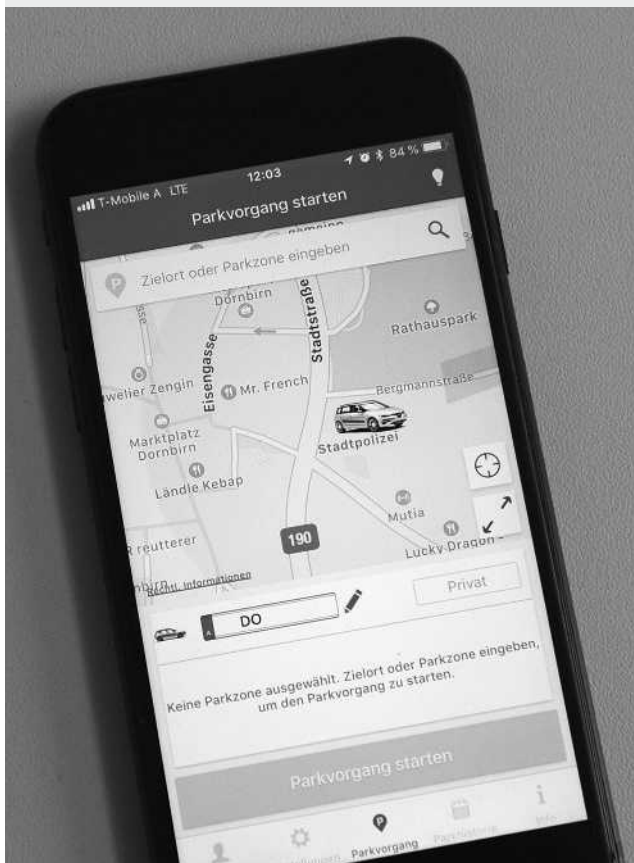 T-Mobile A LTE
12:03
84 %
Parkvorgang starten
Zielort oder Parkzone eingeben
Dornbirn
Stadtstraße
Rathauspark
Eisengasse
welier Zengin
Mr. French
Bergmannstraße
Marktplatz
Dornbirn
Stadtpolizei
Ländle Kebap
Mutia
190
Lucky Dragon
reutterer
Rechtl. Informationen
A
DO
Privat
Keine Parkzone ausgewählt. Zielort oder Parkzone eingeben,
um den Parkvorgang zu starten.
Parkvorgang starten
Parkvorgang
Info